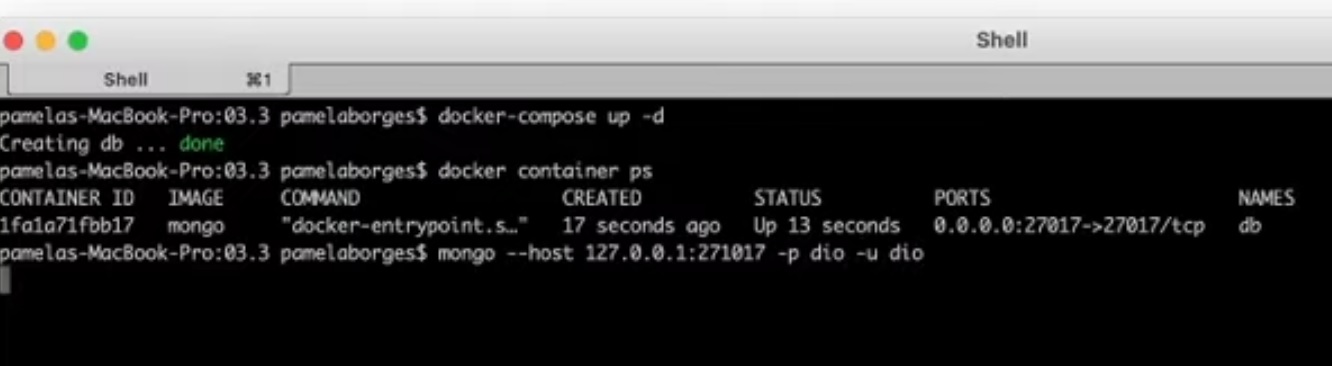 Shell
Shell ⌘1
pamelas-MacBook-Pro:03.3 pamelaborges$ docker-compose up -d
Creating db ... done
pamelas-MacBook-Pro:03.3 pamelaborges$ docker container ps
CONTAINER ID IMAGE COMMAND CREATED STATUS PORTS NAMES
1fa1a71fbb17 mongo "docker-entrypoint.s…" 17 seconds ago Up 13 seconds 0.0.0.0:27017->27017/tcp db
pamelas-MacBook-Pro:03.3 pamelaborges$ mongo --host 127.0.0.1:271017 -p dio -u dio